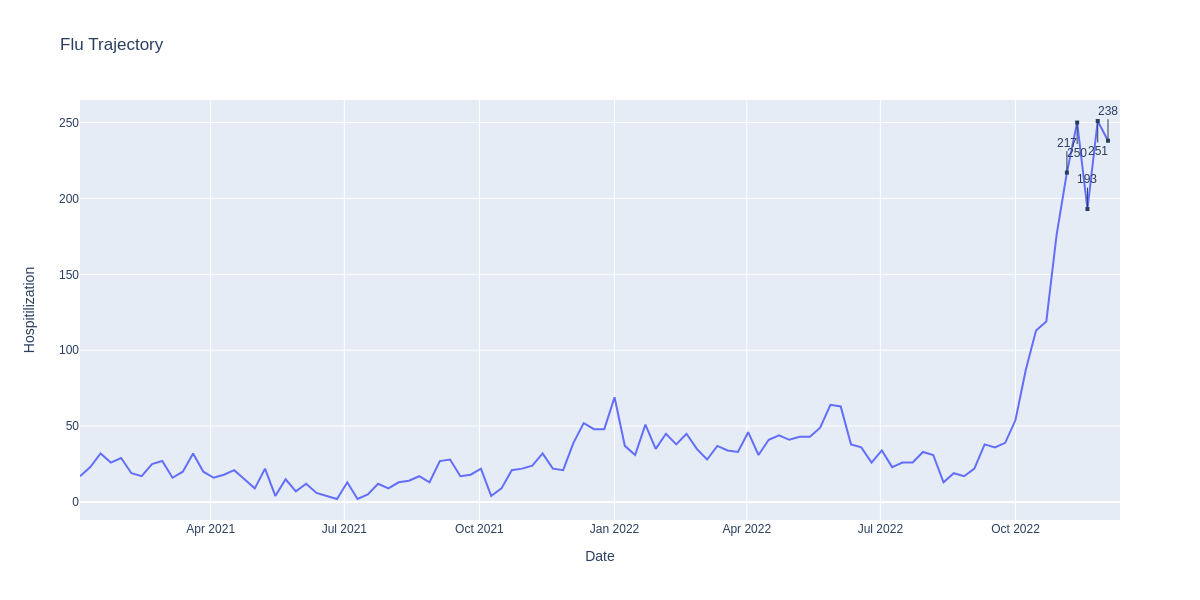 Flu Trajectory
238
250
217
250
251
193
200
150
100
50
0
Hospitilization
Apr 2021
Jul 2021
Oct 2021
Jan 2022
Apr 2022
Jul 2022
Oct 2022
Date